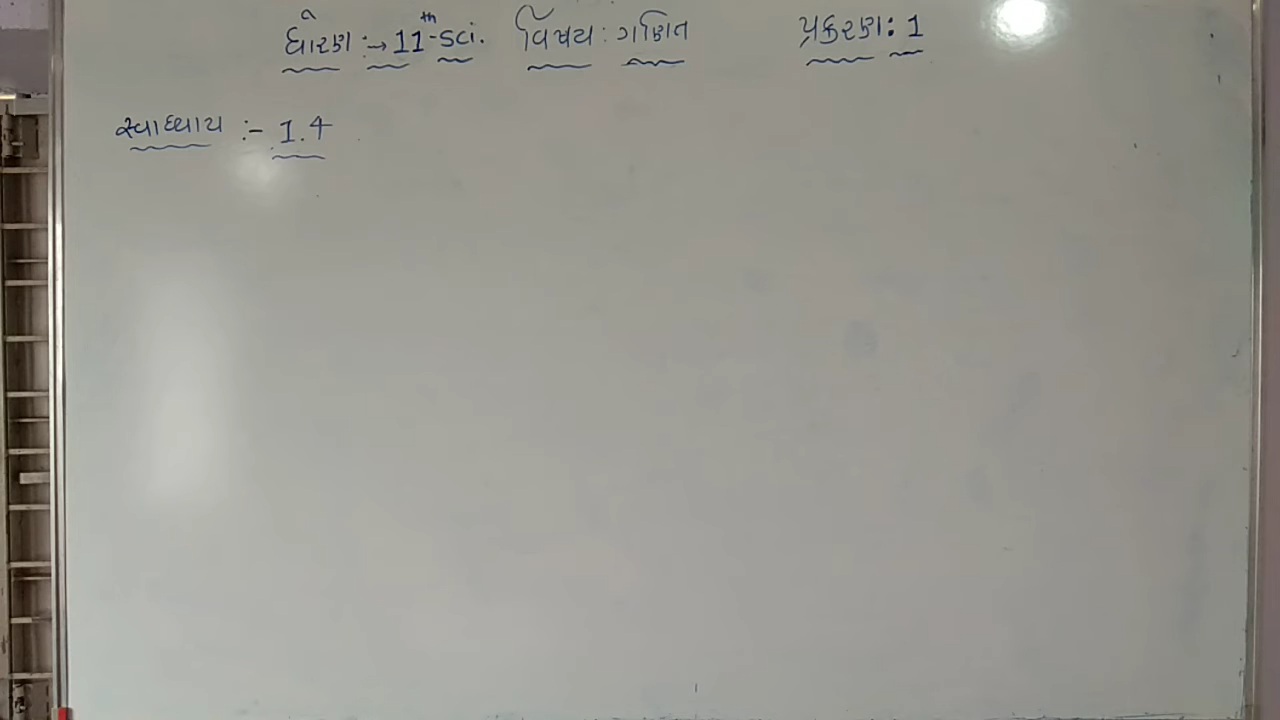 ધોરણ :→ 11th-sci. વિષય : ગણિત પ્રકરણ : 1
સ્વાધ્યાય :- 1.4